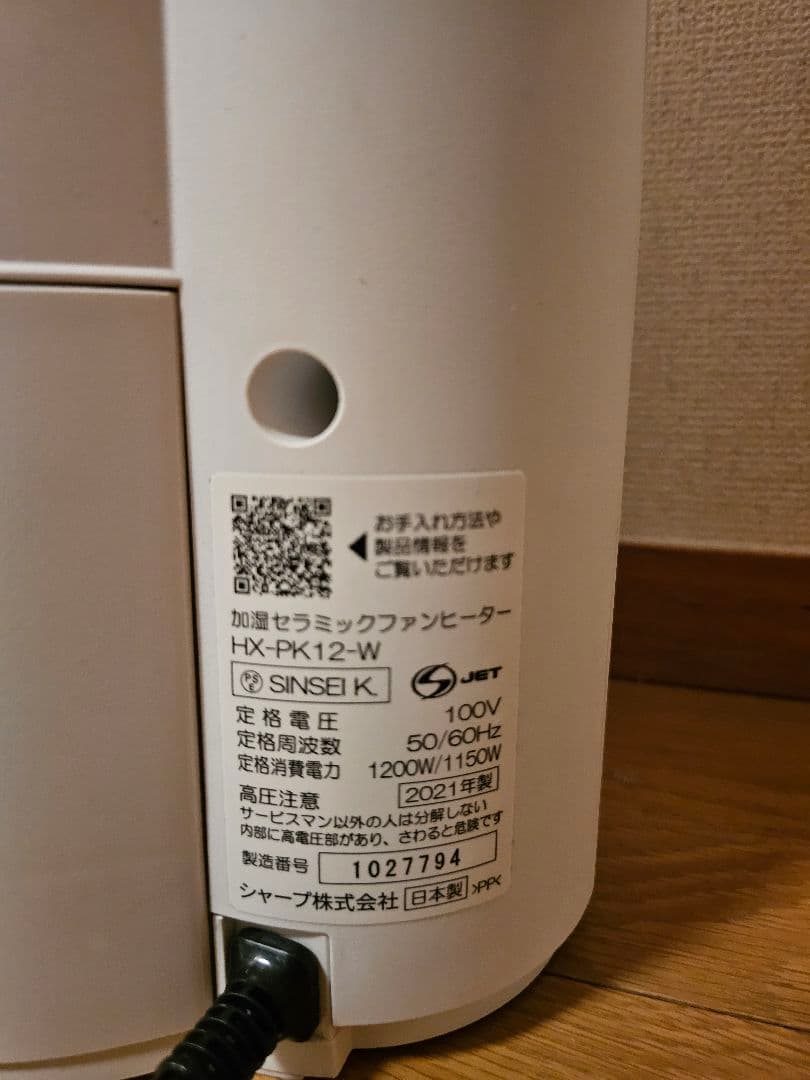 お手入れ方法や
製品情報を
ご覧いただけます
加湿セラミックファンヒーター
HX-PK12-W
PS E SINSEI K. JET
定格電圧 100V
定格周波数 50/60Hz
定格消費電力 1200W/1150W
高圧注意 2021年製
サービスマン以外の人は分解しない
内部に高電圧部があり、さわると危険です
製造番号 1027794
シャープ株式会社 日本製 >PP<